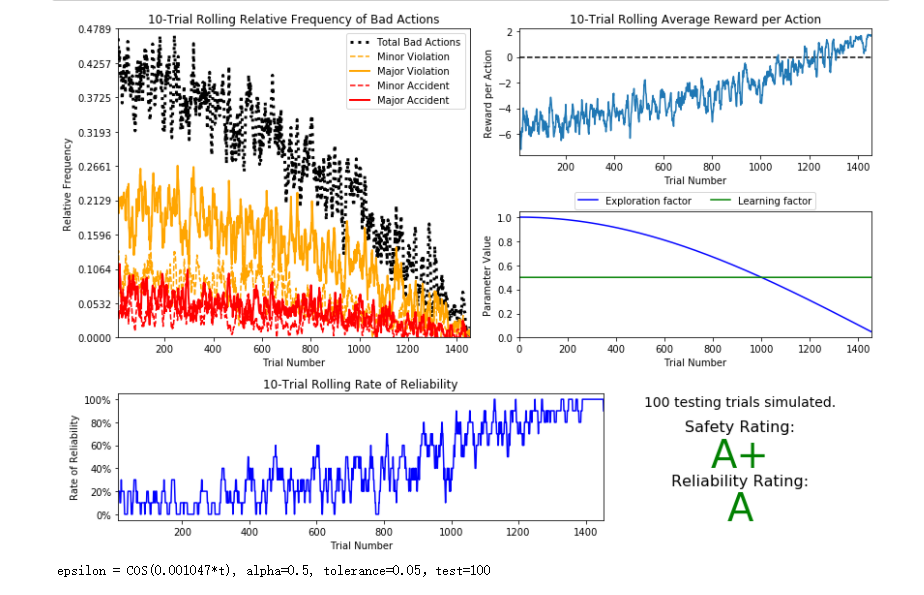 10-Trial Rolling Relative Frequency of Bad Actions
0.4789
0.4257
0.3725
0.3193
0.2661
0.2129
0.1596
0.1064
0.0532
0.0000
Relative Frequency
Total Bad Actions
Minor Violation
Major Violation
Minor Accident
Major Accident
200 400 600 800 1000 1200 1400
Trial Number
10-Trial Rolling Average Reward per Action
2
0
−2
−4
−6
Reward per Action
200 400 600 800 1000 1200 1400
Trial Number
Exploration factor Learning factor
1.0
0.8
0.6
0.4
0.2
0.0
Parameter Value
0 200 400 600 800 1000 1200 1400
Trial Number
10-Trial Rolling Rate of Reliability
100%
80%
60%
40%
20%
0%
Rate of Reliability
200 400 600 800 1000 1200 1400
Trial Number
100 testing trials simulated.
Safety Rating:
A+
Reliability Rating:
A
epsilon = COS(0.001047*t), alpha=0.5, tolerance=0.05, test=100